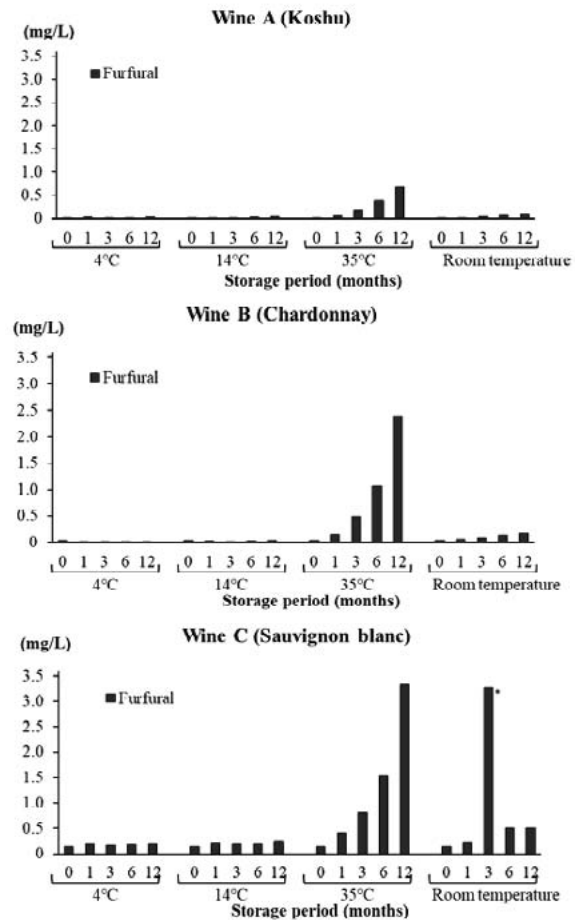 Wine A (Koshu)
(mg/L)
3.5
3.0
2.5
2.0
1.5
1.0
0.5
0
Furfural
0 1 3 6 12 0 1 3 6 12 0 1 3 6 12 0 1 3 6 12
4°C 14°C 35°C Room temperature
Storage period (months)
Wine B (Chardonnay)
(mg/L)
3.5
3.0
2.5
2.0
1.5
1.0
0.5
0
Furfural
0 1 3 6 12 0 1 3 6 12 0 1 3 6 12 0 1 3 6 12
4°C 14°C 35°C Room temperature
Storage period (months)
Wine C (Sauvignon blanc)
(mg/L)
3.5
3.0
2.5
2.0
1.5
1.0
0.5
0
Furfural
*
0 1 3 6 12 0 1 3 6 12 0 1 3 6 12 0 1 3 6 12
4°C 14°C 35°C Room temperature
Storage period (months)